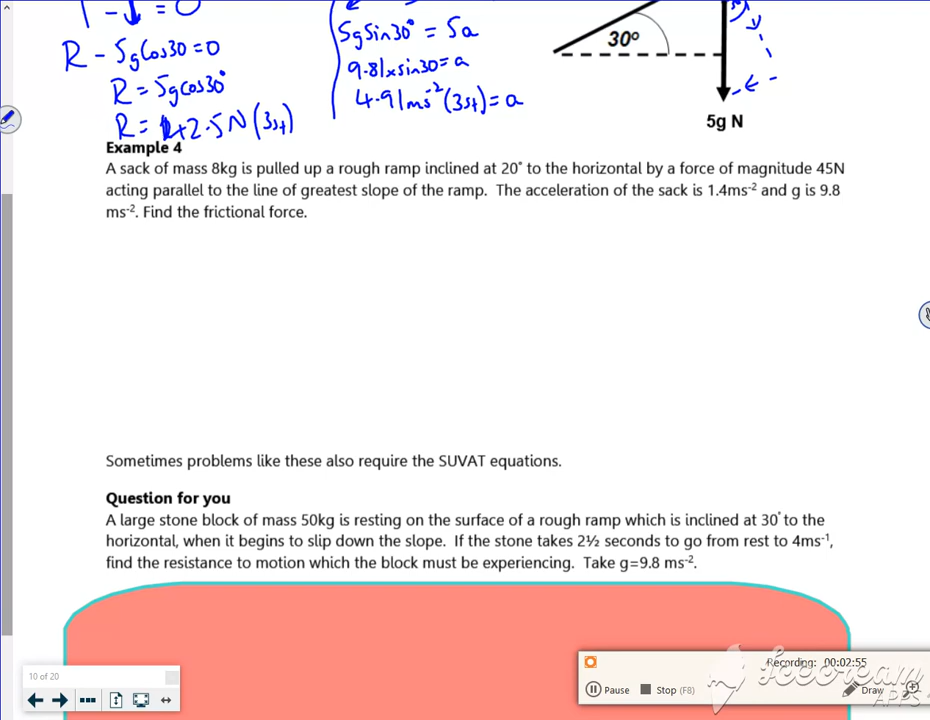 ↑ - ↓ = 0
R - 5gCos30 = 0
R = 5gcos30°
R = 42.5N (3sf)
5gSin30° = 5a
9.81xsin30 = a
4.91ms⁻² (3sf) = a
30º
5g N
Example 4
A sack of mass 8kg is pulled up a rough ramp inclined at 20° to the horizontal by a force of magnitude 45N
acting parallel to the line of greatest slope of the ramp. The acceleration of the sack is 1.4ms⁻² and g is 9.8
ms⁻². Find the frictional force.
Sometimes problems like these also require the SUVAT equations.
Question for you
A large stone block of mass 50kg is resting on the surface of a rough ramp which is inclined at 30° to the
horizontal, when it begins to slip down the slope. If the stone takes 2½ seconds to go from rest to 4ms⁻¹,
find the resistance to motion which the block must be experiencing. Take g=9.8 ms⁻².
10 of 20
Recording: 00:02:55
Pause
Stop (F8)
Draw
Icecream
APPS